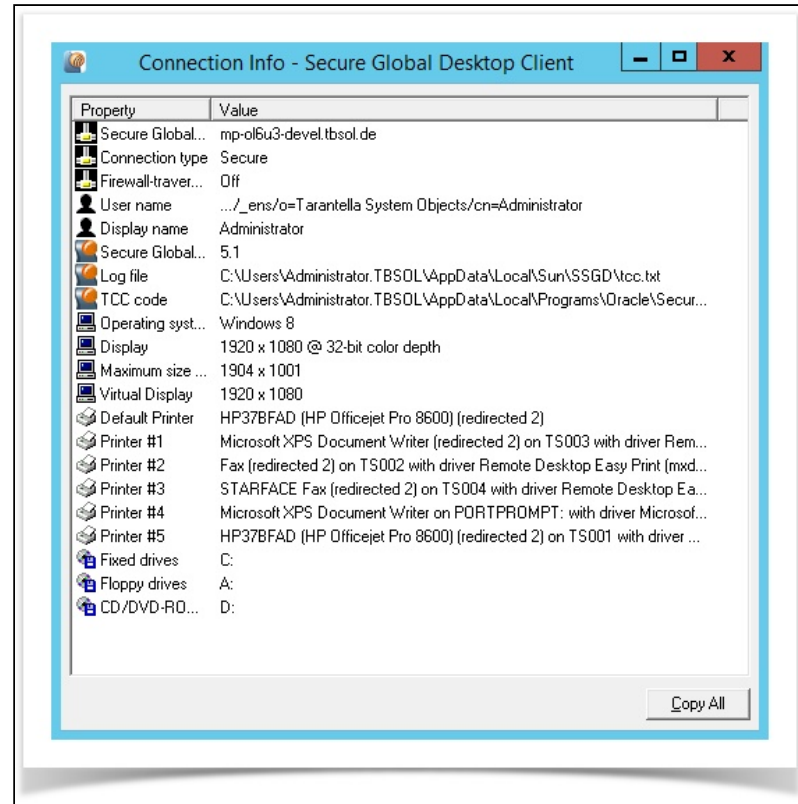 Connection Info - Secure Global Desktop Client
Property Value
Secure Global... mp-ol6u3-devel.tbsol.de
Connection type Secure
Firewall-traver... Off
User name .../_ens/o=Tarantella System Objects/cn=Administrator
Display name Administrator
Secure Global... 5.1
Log file C:\Users\Administrator.TBSOL\AppData\Local\Sun\SSGD\tcc.txt
TCC code C:\Users\Administrator.TBSOL\AppData\Local\Programs\Oracle\Secur...
Operating syst... Windows 8
Display 1920 x 1080 @ 32-bit color depth
Maximum size ... 1904 x 1001
Virtual Display 1920 x 1080
Default Printer HP37BFAD (HP Officejet Pro 8600) (redirected 2)
Printer #1 Microsoft XPS Document Writer (redirected 2) on TS003 with driver Rem...
Printer #2 Fax (redirected 2) on TS002 with driver Remote Desktop Easy Print (mxd...
Printer #3 STARFACE Fax (redirected 2) on TS004 with driver Remote Desktop Ea...
Printer #4 Microsoft XPS Document Writer on PORTPROMPT: with driver Microsof...
Printer #5 HP37BFAD (HP Officejet Pro 8600) (redirected 2) on TS001 with driver ...
Fixed drives C:
Floppy drives A:
CD/DVD-RO... D:
Copy All